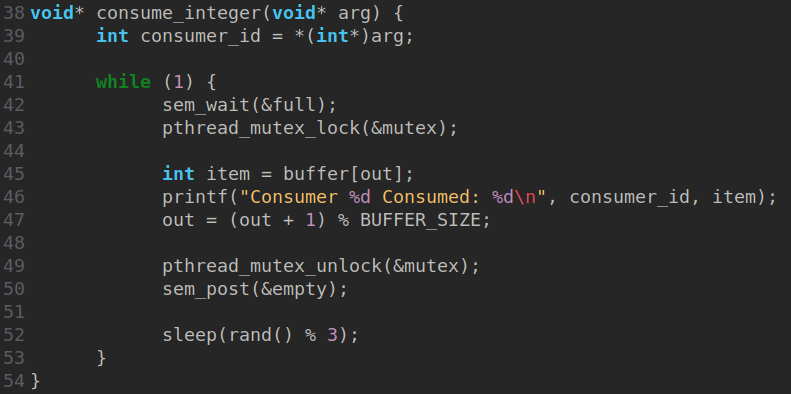 38 void* consume_integer(void* arg) {
39 int consumer_id = *(int*)arg;
40
41 while (1) {
42 sem_wait(&full);
43 pthread_mutex_lock(&mutex);
44
45 int item = buffer[out];
46 printf("Consumer %d Consumed: %d\n", consumer_id, item);
47 out = (out + 1) % BUFFER_SIZE;
48
49 pthread_mutex_unlock(&mutex);
50 sem_post(&empty);
51
52 sleep(rand() % 3);
53 }
54 }